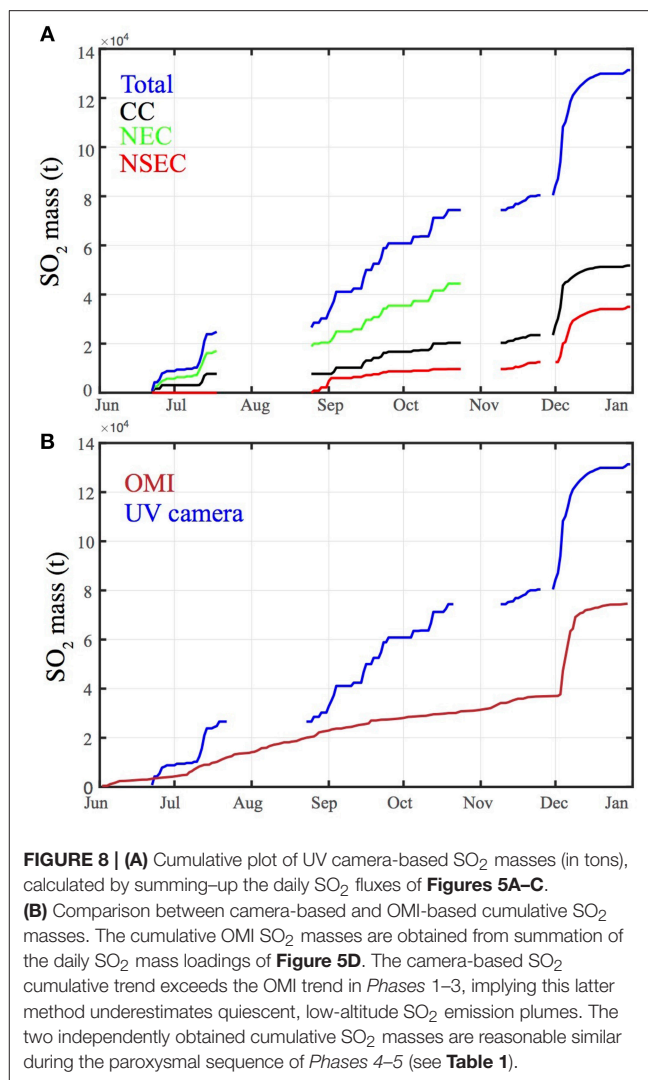 A
×10⁴
14
12
10
8
6
4
2
0
SO₂ mass (t)
Total
CC
NEC
NSEC
Jun Jul Aug Sep Oct Nov Dec Jan
B
×10⁴
14
12
10
8
6
4
2
0
SO₂ mass (t)
OMI
UV camera
Jun Jul Aug Sep Oct Nov Dec Jan
FIGURE 8 | (A) Cumulative plot of UV camera-based SO₂ masses (in tons),
calculated by summing–up the daily SO₂ fluxes of Figures 5A–C.
(B) Comparison between camera-based and OMI-based cumulative SO₂
masses. The cumulative OMI SO₂ masses are obtained from summation of
the daily SO₂ mass loadings of Figure 5D. The camera-based SO₂
cumulative trend exceeds the OMI trend in Phases 1–3, implying this latter
method underestimates quiescent, low-altitude SO₂ emission plumes. The
two independently obtained cumulative SO₂ masses are reasonable similar
during the paroxysmal sequence of Phases 4–5 (see Table 1).